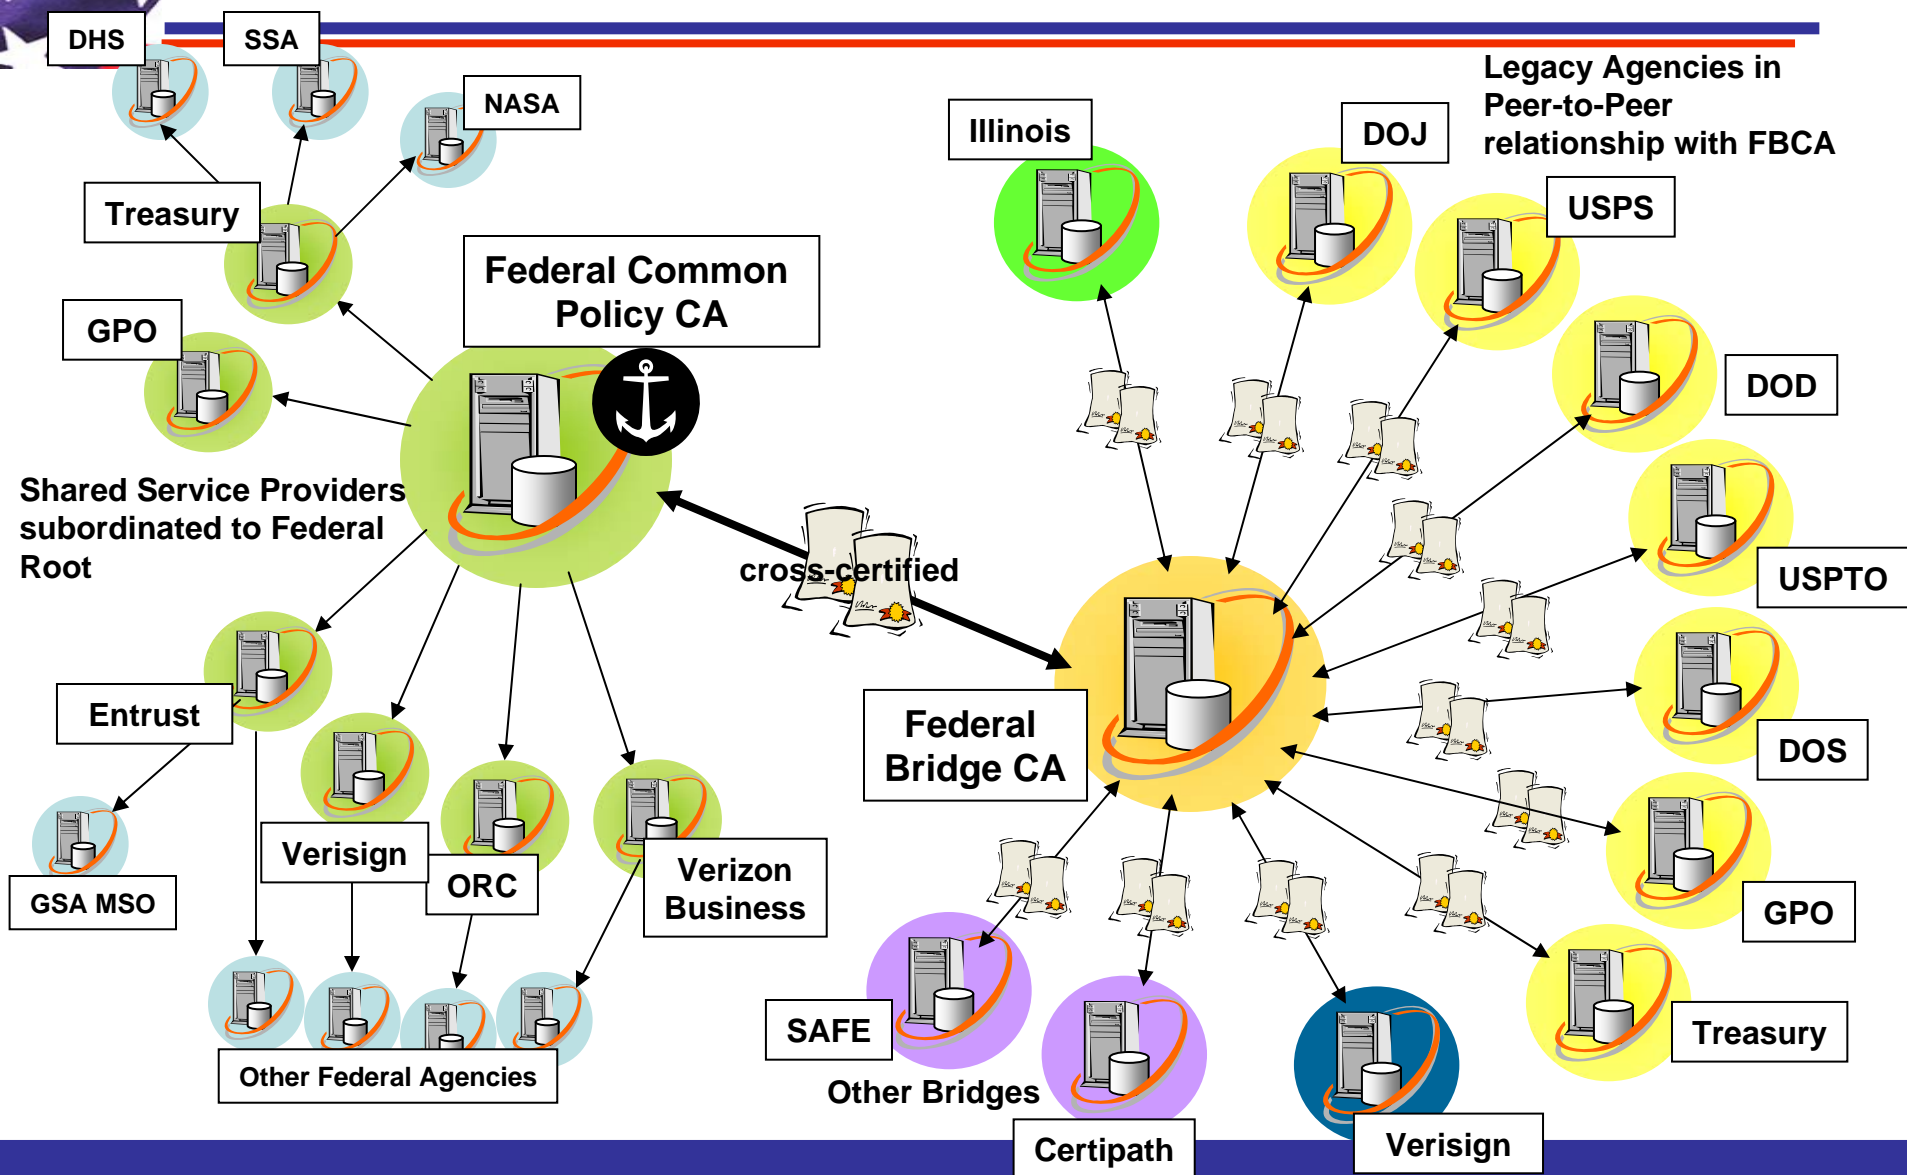 DHS
SSA
NASA
Treasury
GPO
Federal Common
Policy CA
Shared Service Providers
subordinated to Federal
Root
cross-certified
Entrust
GSA MSO
Verisign
ORC
Verizon
Business
Other Federal Agencies
Legacy Agencies in
Peer-to-Peer
relationship with FBCA
Illinois
DOJ
USPS
DOD
USPTO
DOS
GPO
Treasury
Federal
Bridge CA
SAFE
Other Bridges
Certipath
Verisign